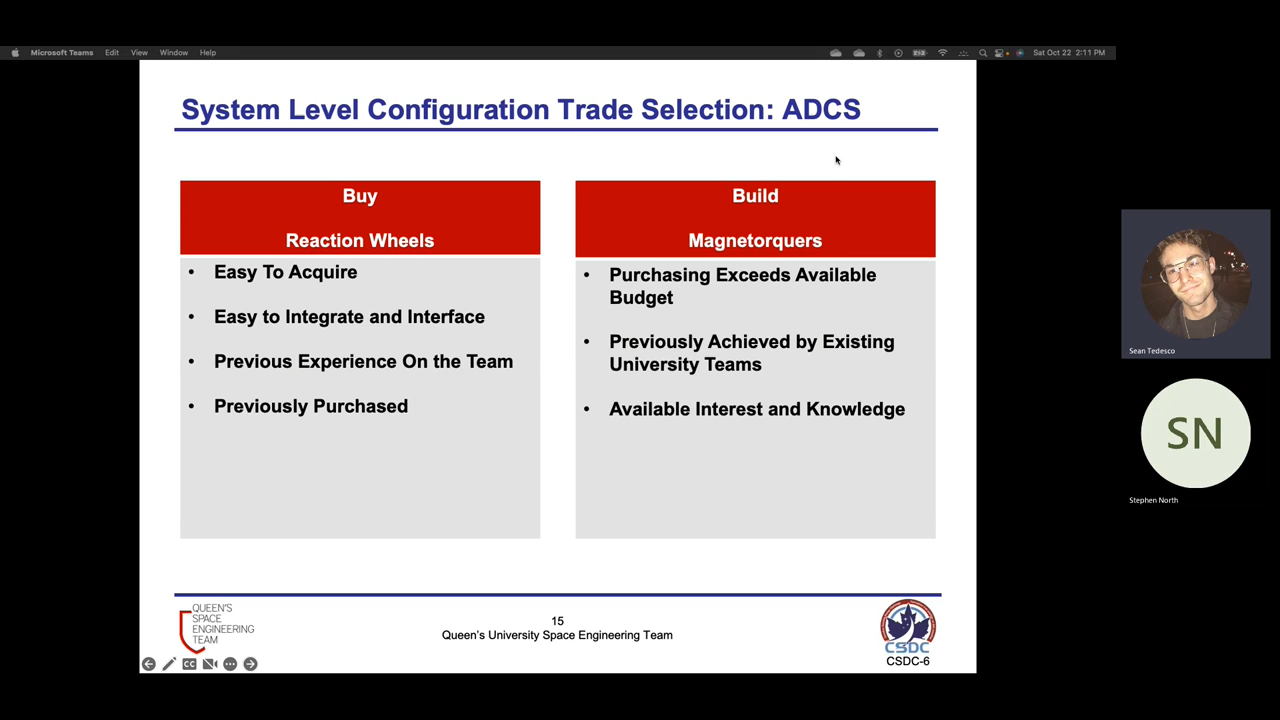 Microsoft Teams Edit View Window Help Sat Oct 22 2:11 PM
System Level Configuration Trade Selection: ADCS
Buy
Reaction Wheels
• Easy To Acquire
• Easy to Integrate and Interface
• Previous Experience On the Team
• Previously Purchased
Build
Magnetorquers
• Purchasing Exceeds Available
Budget
• Previously Achieved by Existing
University Teams
• Available Interest and Knowledge
QUEEN'S
SPACE
ENGINEERING
TEAM
15
Queen's University Space Engineering Team
CSDC
CSDC-6
CC
Sean Tedesco
SN
Stephen North